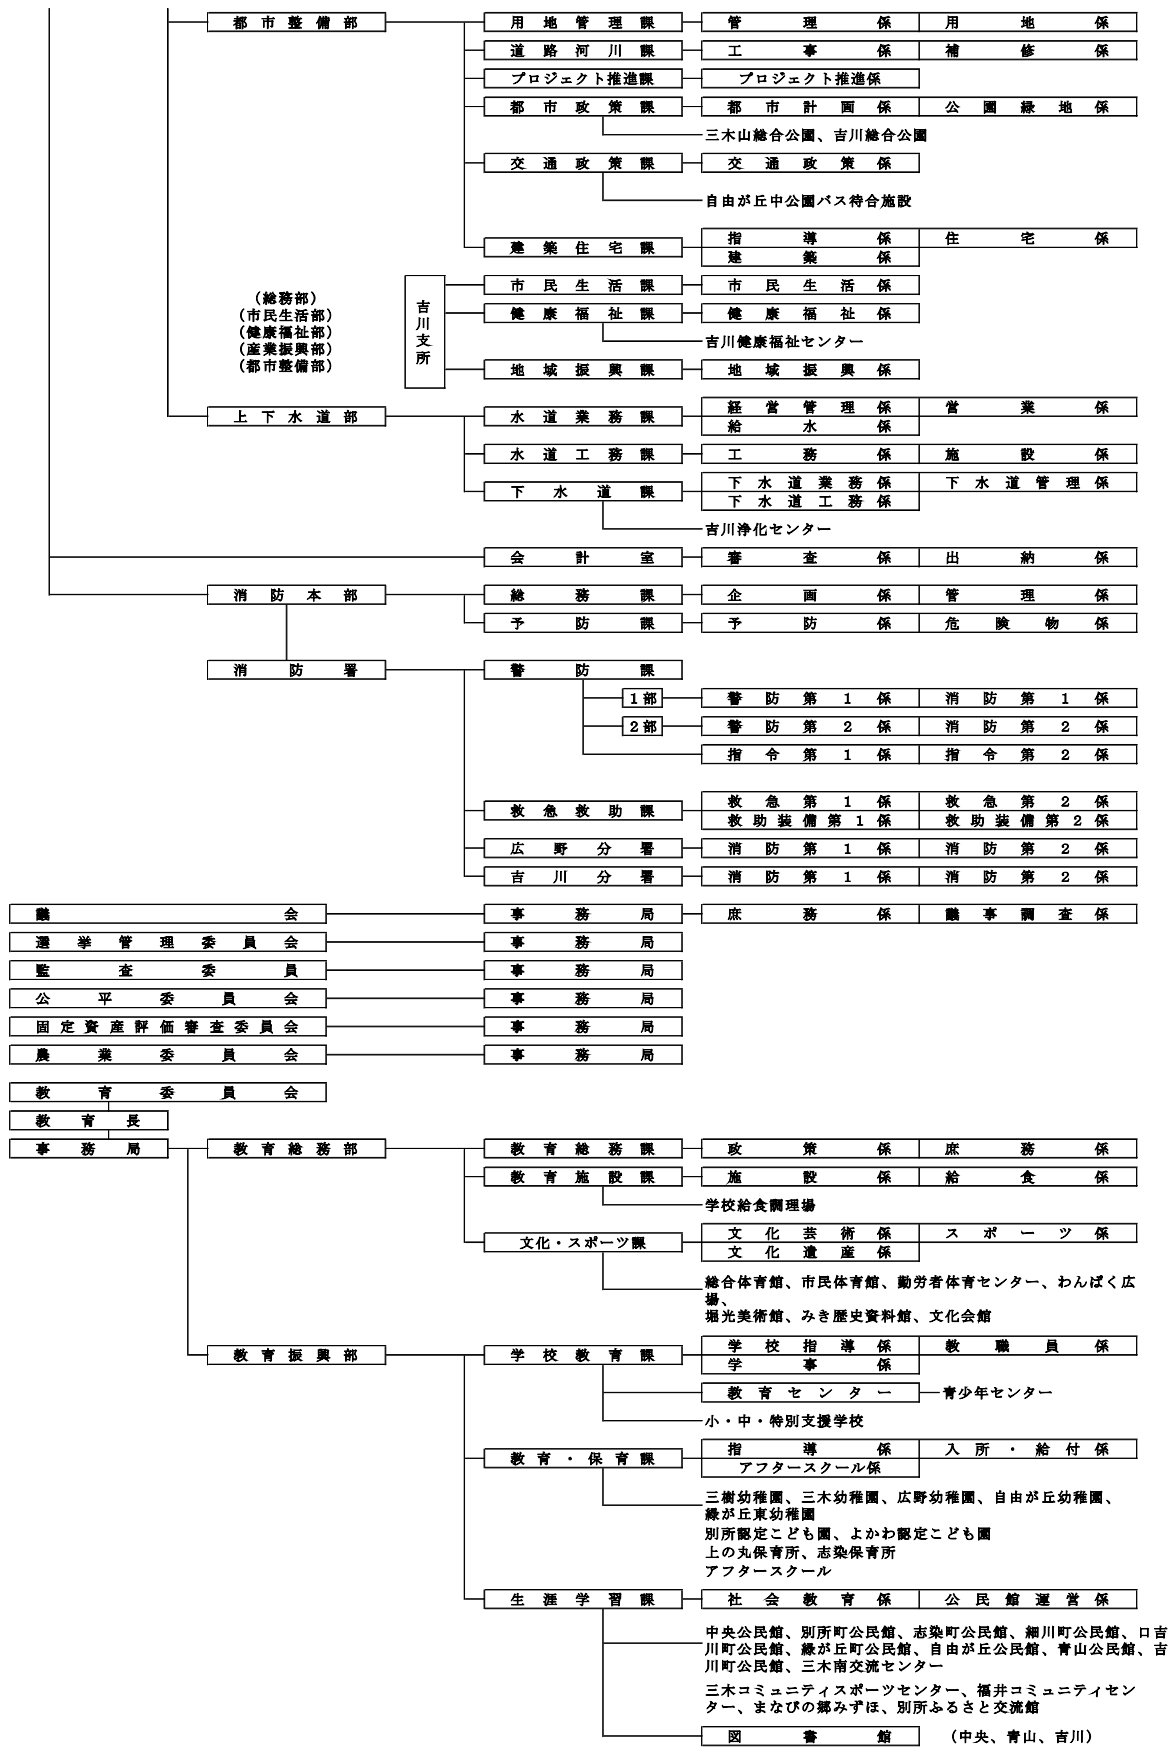 都市整備部 用地管理課 管理係 用地係
道路河川課 工事係 補修係
プロジェクト推進課 プロジェクト推進係
都市政策課 都市計画係 公園緑地係
三木山総合公園、吉川総合公園
交通政策課 交通政策係
自由が丘中公園バス待合施設
建築住宅課 指導係 住宅係
建築係
吉川支所 市民生活課 市民生活係
(総務部)
(市民生活部)
(健康福祉部)
(産業振興部)
(都市整備部)
健康福祉課 健康福祉係
吉川健康福祉センター
地域振興課 地域振興係
上下水道部 水道業務課 経営管理係 営業係
給水係
水道工務課 工務係 施設係
下水道課 下水道業務係 下水道管理係
下水道工務係
吉川浄化センター
会計室 審査係 出納係
消防本部 総務課 企画係 管理係
予防課 予防係 危険物係
消防署 警防課
1部 警防第1係 消防第1係
2部 警防第2係 消防第2係
指令第1係 指令第2係
救急救助課 救急第1係 救急第2係
救助装備第1係 救助装備第2係
広野分署 消防第1係 消防第2係
吉川分署 消防第1係 消防第2係
議会 事務局 庶務係 議事調査係
選挙管理委員会 事務局
監査委員 事務局
公平委員会 事務局
固定資産評価審査委員会 事務局
農業委員会 事務局
教育委員会
教育長
事務局 教育総務部 教育総務課 政策係 庶務係
教育施設課 施設係 給食係
学校給食調理場
文化・スポーツ課 文化芸術係 スポーツ係
文化遺産係
総合体育館、市民体育館、勤労者体育センター、わんぱく広
場、
堀光美術館、みき歴史資料館、文化会館
教育振興部 学校教育課 学校指導係 教職員係
学事係
教育センター 青少年センター
小・中・特別支援学校
教育・保育課 指導係 入所・給付係
アフタースクール係
三樹幼稚園、三木幼稚園、広野幼稚園、自由が丘幼稚園、
緑が丘東幼稚園
別所認定こども園、よかわ認定こども園
上の丸保育所、志染保育所
アフタースクール
生涯学習課 社会教育係 公民館運営係
中央公民館、別所町公民館、志染町公民館、細川町公民館、口吉
川町公民館、緑が丘町公民館、自由が丘公民館、青山公民館、吉
川町公民館、三木南交流センター
三木コミュニティスポーツセンター、福井コミュニティセン
ター、まなびの郷みずほ、別所ふるさと交流館
図書館 (中央、青山、吉川)